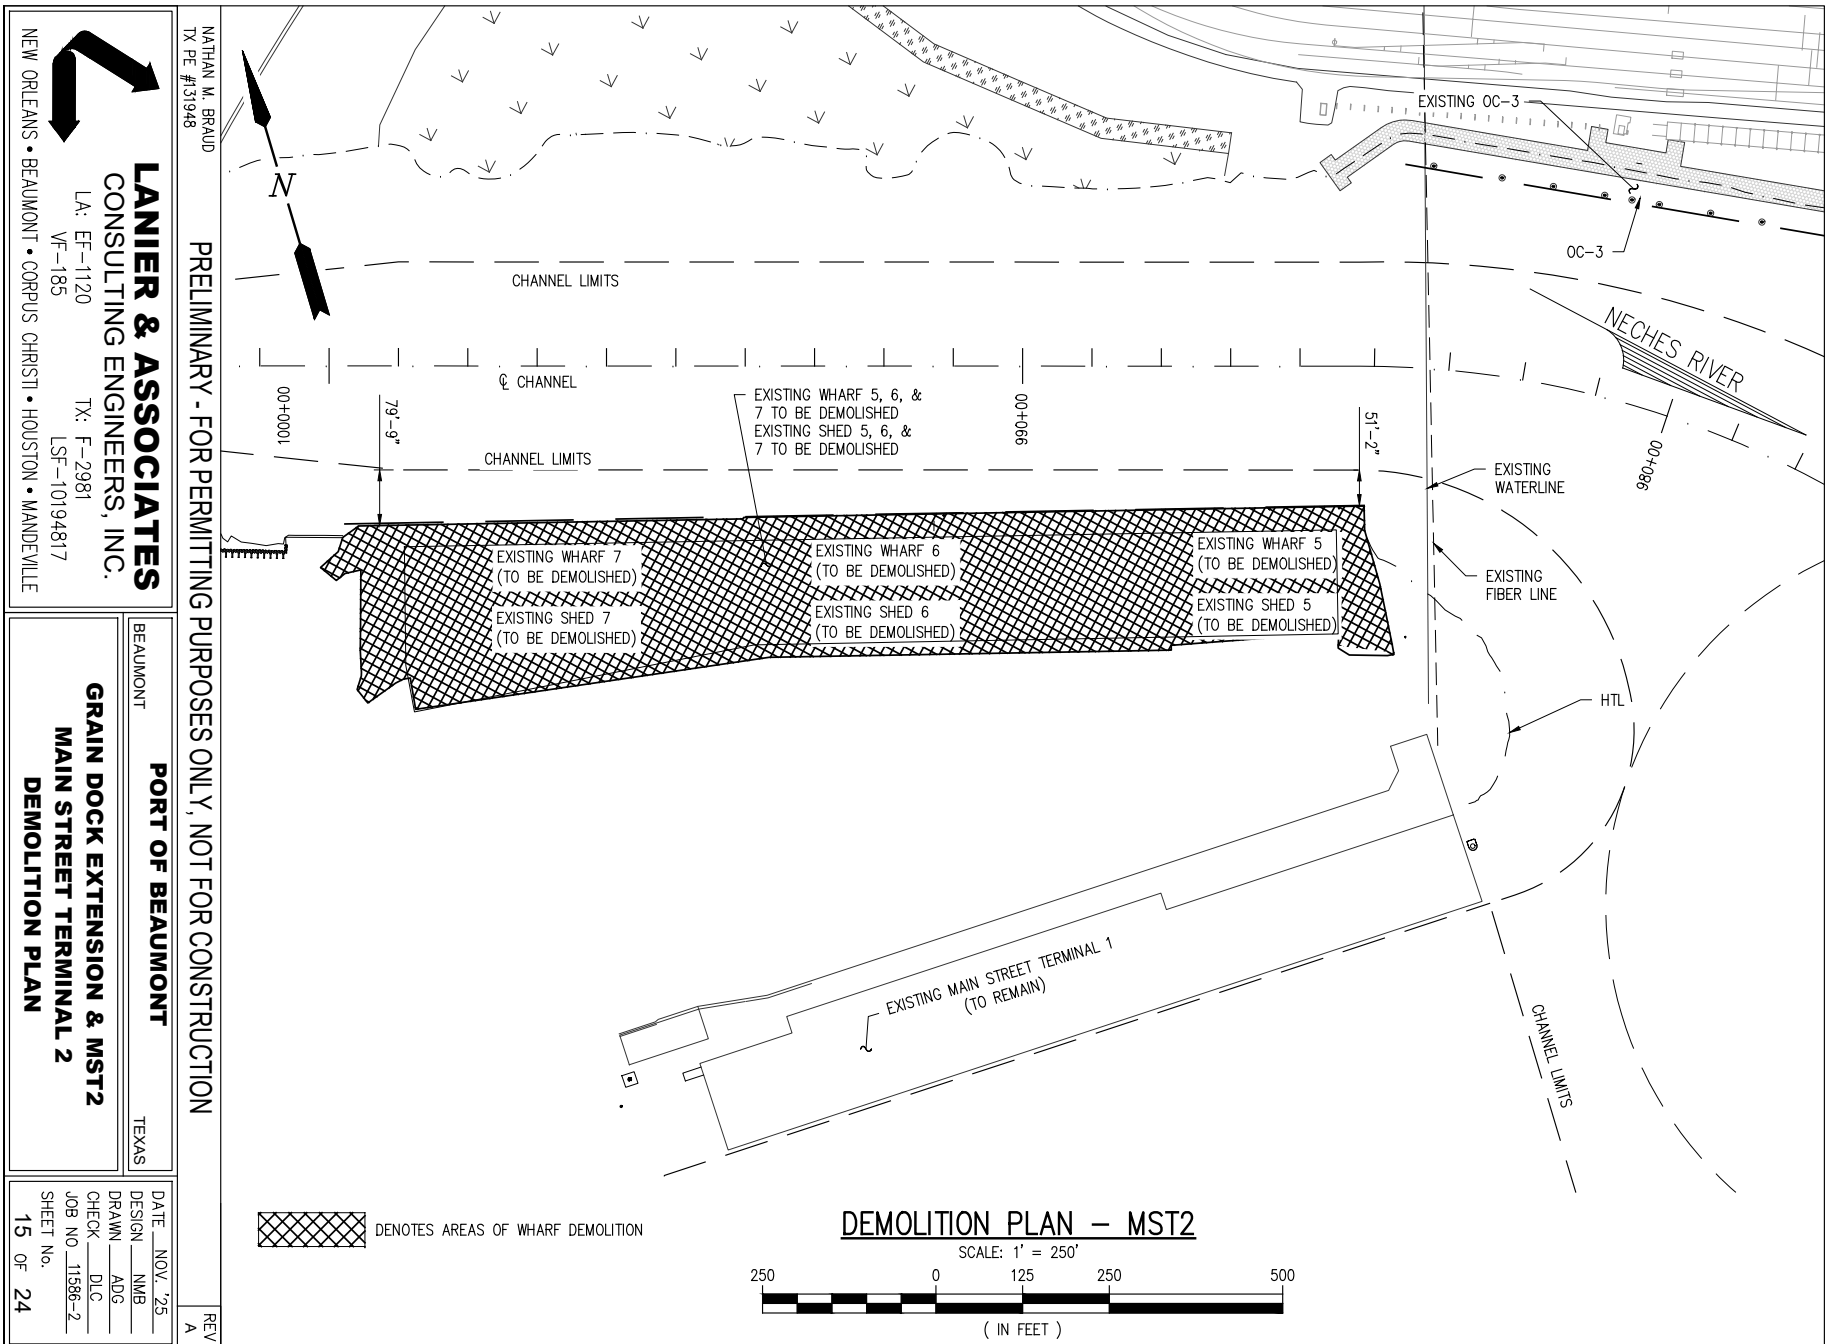 EXISTING OC-3
OC-3
N
CHANNEL LIMITS
NECHES RIVER
℄ CHANNEL
1000+00
990+00
980+00
79'-9"
51'-2"
EXISTING WHARF 5, 6, &
7 TO BE DEMOLISHED
EXISTING SHED 5, 6, &
7 TO BE DEMOLISHED
CHANNEL LIMITS
EXISTING
WATERLINE
EXISTING
FIBER LINE
EXISTING WHARF 7
(TO BE DEMOLISHED)
EXISTING SHED 7
(TO BE DEMOLISHED)
EXISTING WHARF 6
(TO BE DEMOLISHED)
EXISTING SHED 6
(TO BE DEMOLISHED)
EXISTING WHARF 5
(TO BE DEMOLISHED)
EXISTING SHED 5
(TO BE DEMOLISHED)
HTL
EXISTING MAIN STREET TERMINAL 1
(TO REMAIN)
CHANNEL LIMITS
DENOTES AREAS OF WHARF DEMOLITION
DEMOLITION PLAN - MST2
SCALE: 1' = 250'
250 0 125 250 500
( IN FEET )
NATHAN M. BRAUD
TX PE #131948
PRELIMINARY - FOR PERMITTING PURPOSES ONLY, NOT FOR CONSTRUCTION
REV
A
LANIER & ASSOCIATES
CONSULTING ENGINEERS, INC.
LA: EF-1120 TX: F-2981
VF-185 LSF-10194817
NEW ORLEANS • BEAUMONT • CORPUS CHRISTI • HOUSTON • MANDEVILLE
PORT OF BEAUMONT
BEAUMONT TEXAS
GRAIN DOCK EXTENSION & MST2
MAIN STREET TERMINAL 2
DEMOLITION PLAN
DATE NOV. '25
DESIGN NMB
DRAWN ADG
CHECK DLC
JOB NO 11586-2
SHEET No.
15 OF 24